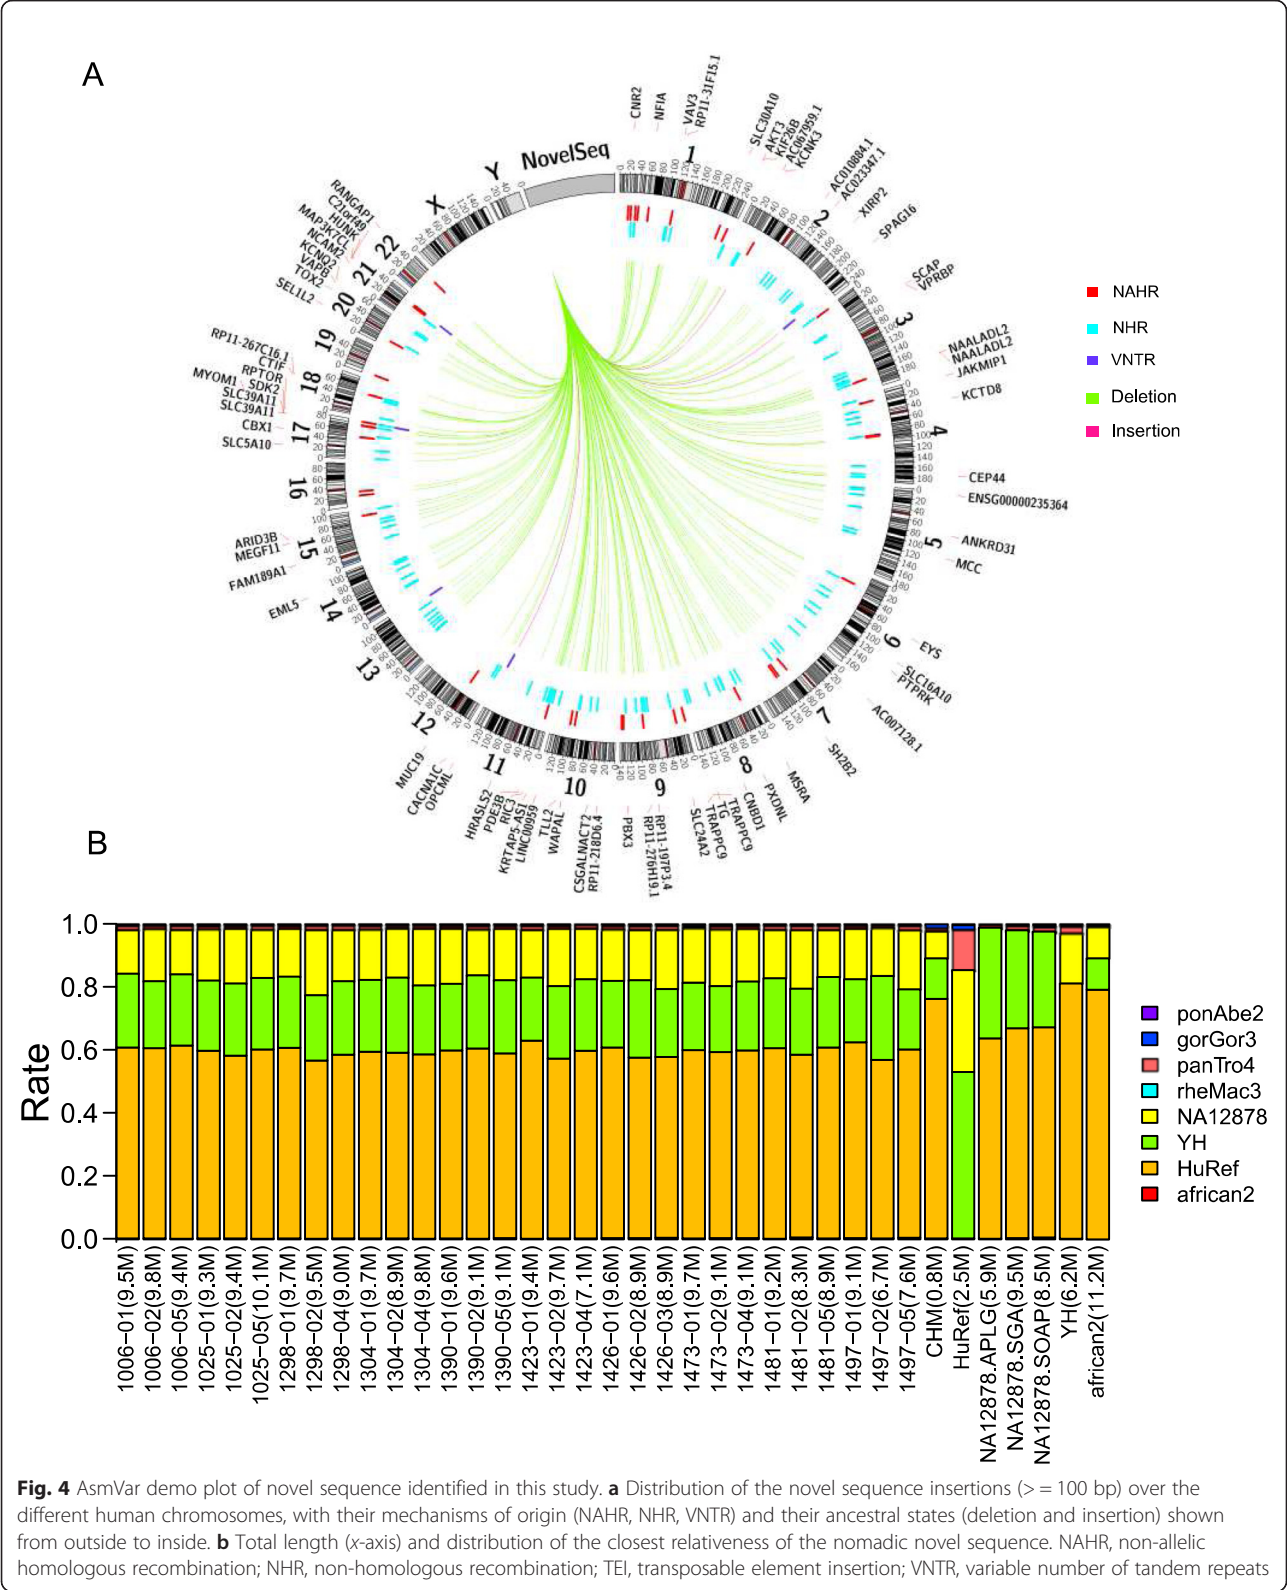 A
NovelSeq
1
2
3
4
5
6
7
8
9
10
11
12
13
14
15
16
17
18
19
20
21
22
X
Y
CNR2
NFIA
VAV3
RP11-31F15.1
SLC30A10
AKT3
KIF26B
AC067959.1
KCNK3
AC010884.1
AC023347.1
XIRP2
SPAG16
SCAP
VPRBP
NAALADL2
NAALADL2
JAKMIP1
KCTD8
CEP44
ENSG00000235364
ANKRD31
MCC
EYS
SLC16A10
PTPRK
AC007128.1
SH2B2
MSRA
PXDNL
CNBD1
TRAPPC9
TG
TRAPPC9
SLC24A2
RP11-197P3.4
RP11-276H19.1
PBX3
RP11-218D6.4
CSGALNACT2
WAPAL
TLL2
LINC00959
KRTAP5-AS1
RIC3
PDE3B
HRASLS2
OPCML
CACNA1C
MUC19
EML5
FAM189A1
MEGF11
ARID3B
SLC5A10
CBX1
SLC39A11
SLC39A11
MYOM1
SDK2
RPTOR
CTIF
RP11-267C16.1
SEL1L2
TOX2
VAPB
KCNQ2
NCAM2
MAP3K7CL
HUNK
C21orf49
RANGAP1
NAHR
NHR
VNTR
Deletion
Insertion
B
Rate
1.0
0.8
0.6
0.4
0.2
0.0
1006−01(9.5M)
1006−02(9.8M)
1006−05(9.4M)
1025−01(9.3M)
1025−02(9.4M)
1025−05(10.1M)
1298−01(9.7M)
1298−02(9.5M)
1298−04(9.0M)
1304−01(9.7M)
1304−02(8.9M)
1304−04(9.8M)
1390−01(9.6M)
1390−02(9.1M)
1390−05(9.1M)
1423−01(9.4M)
1423−02(9.7M)
1423−04(7.1M)
1426−01(9.6M)
1426−02(8.9M)
1426−03(8.9M)
1473−01(9.7M)
1473−02(9.1M)
1473−04(9.1M)
1481−01(9.2M)
1481−02(8.3M)
1481−05(8.9M)
1497−01(9.1M)
1497−02(6.7M)
1497−05(7.6M)
CHM(0.8M)
HuRef(2.5M)
NA12878.APLG(5.9M)
NA12878.SGA(9.5M)
NA12878.SOAP(8.5M)
YH(6.2M)
african2(11.2M)
ponAbe2
gorGor3
panTro4
rheMac3
NA12878
YH
HuRef
african2
Fig. 4 AsmVar demo plot of novel sequence identified in this study. a Distribution of the novel sequence insertions (> = 100 bp) over the
different human chromosomes, with their mechanisms of origin (NAHR, NHR, VNTR) and their ancestral states (deletion and insertion) shown
from outside to inside. b Total length (x-axis) and distribution of the closest relativeness of the nomadic novel sequence. NAHR, non-allelic
homologous recombination; NHR, non-homologous recombination; TEI, transposable element insertion; VNTR, variable number of tandem repeats